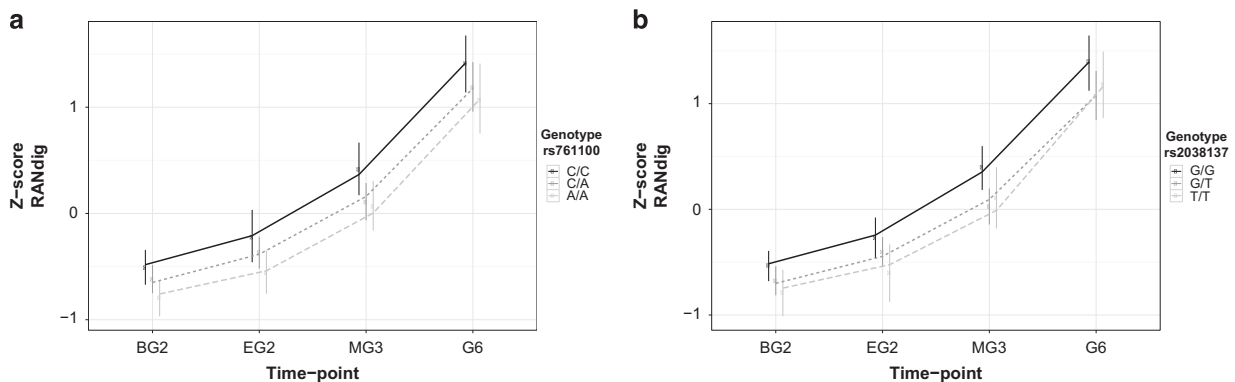 a
Z−score
RANdig
1
0
−1
BG2
EG2
MG3
G6
Time−point
Genotype
rs761100
C/C
C/A
A/A
b
Z−score
RANdig
1
0
−1
BG2
EG2
MG3
G6
Time−point
Genotype
rs2038137
G/G
G/T
T/T